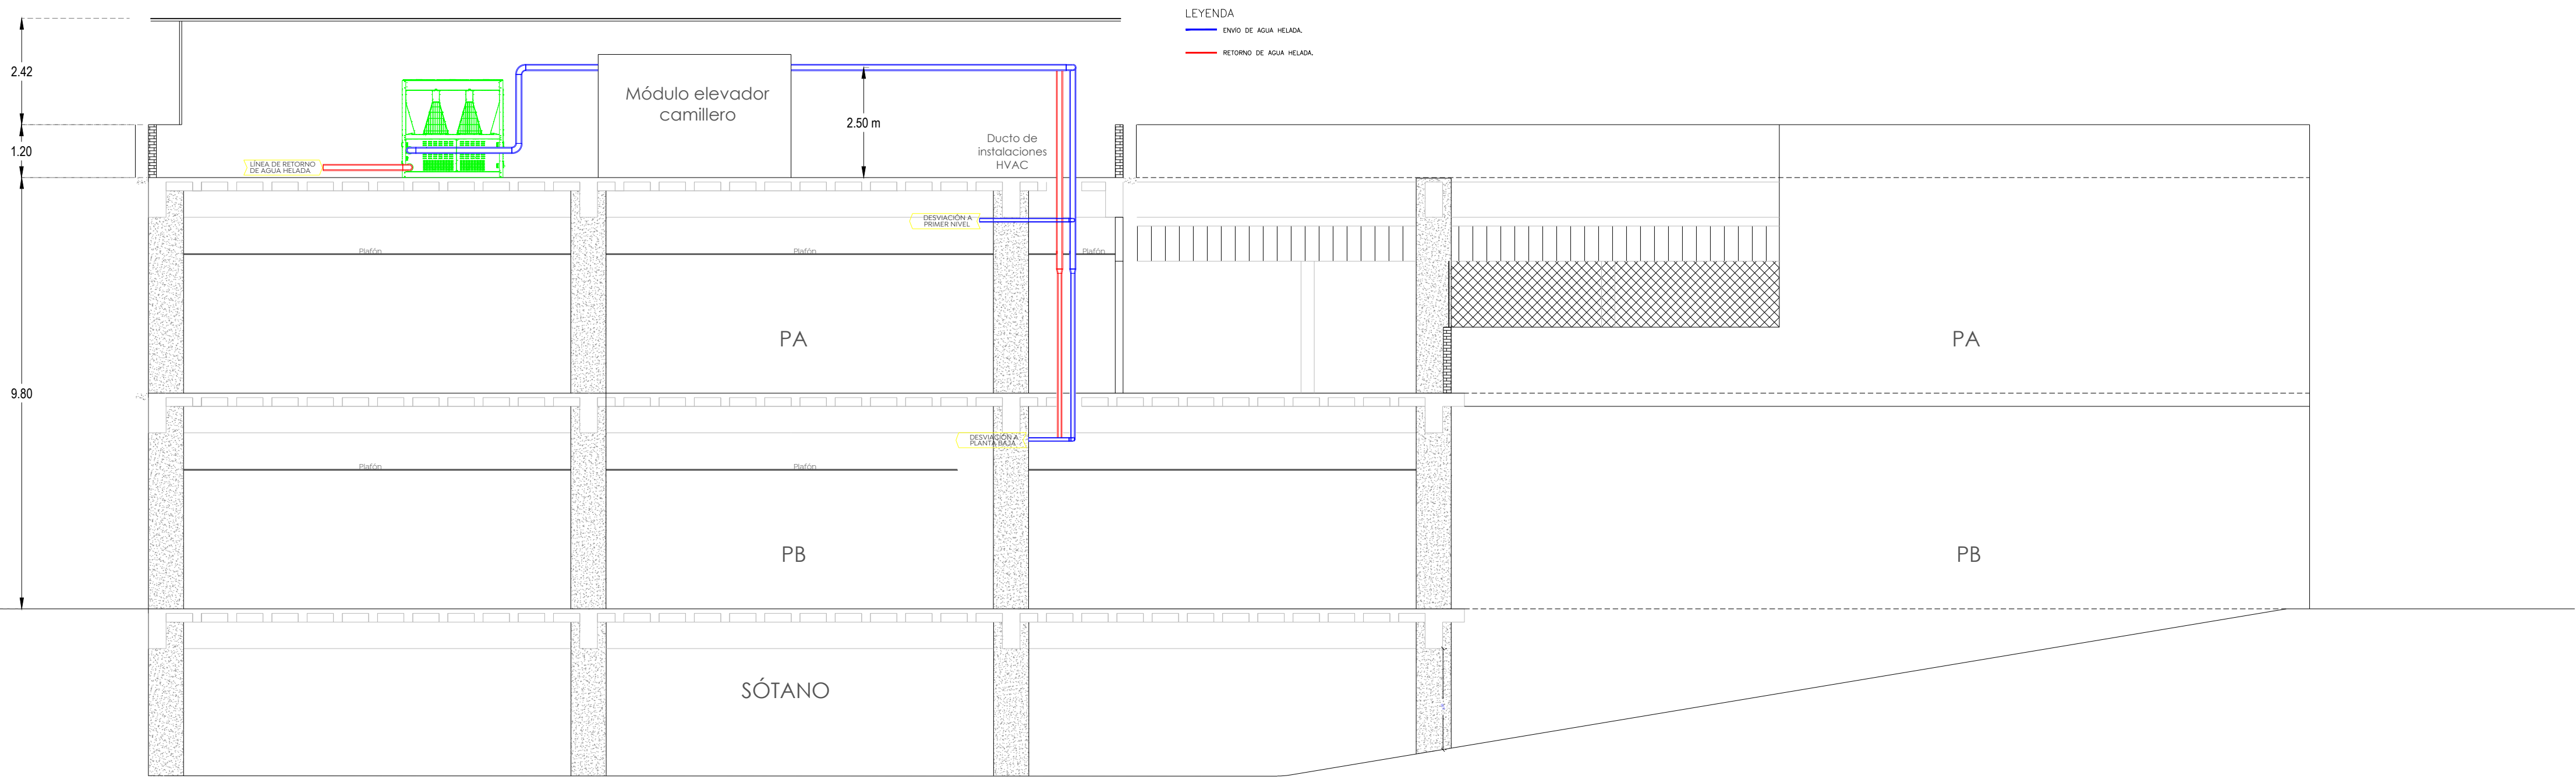 LEYENDA
ENVÍO DE AGUA HELADA.
RETORNO DE AGUA HELADA.
2.42
1.20
9.80
Módulo elevador
camillero
2.50 m
Ducto de
instalaciones
HVAC
LÍNEA DE RETORNO
DE AGUA HELADA
DESVIACIÓN A
PRIMER NIVEL
Plafón
Plafón
Plafón
PA
PA
DESVIACIÓN A
PLANTA BAJA
Plafón
Plafón
PB
PB
SÓTANO